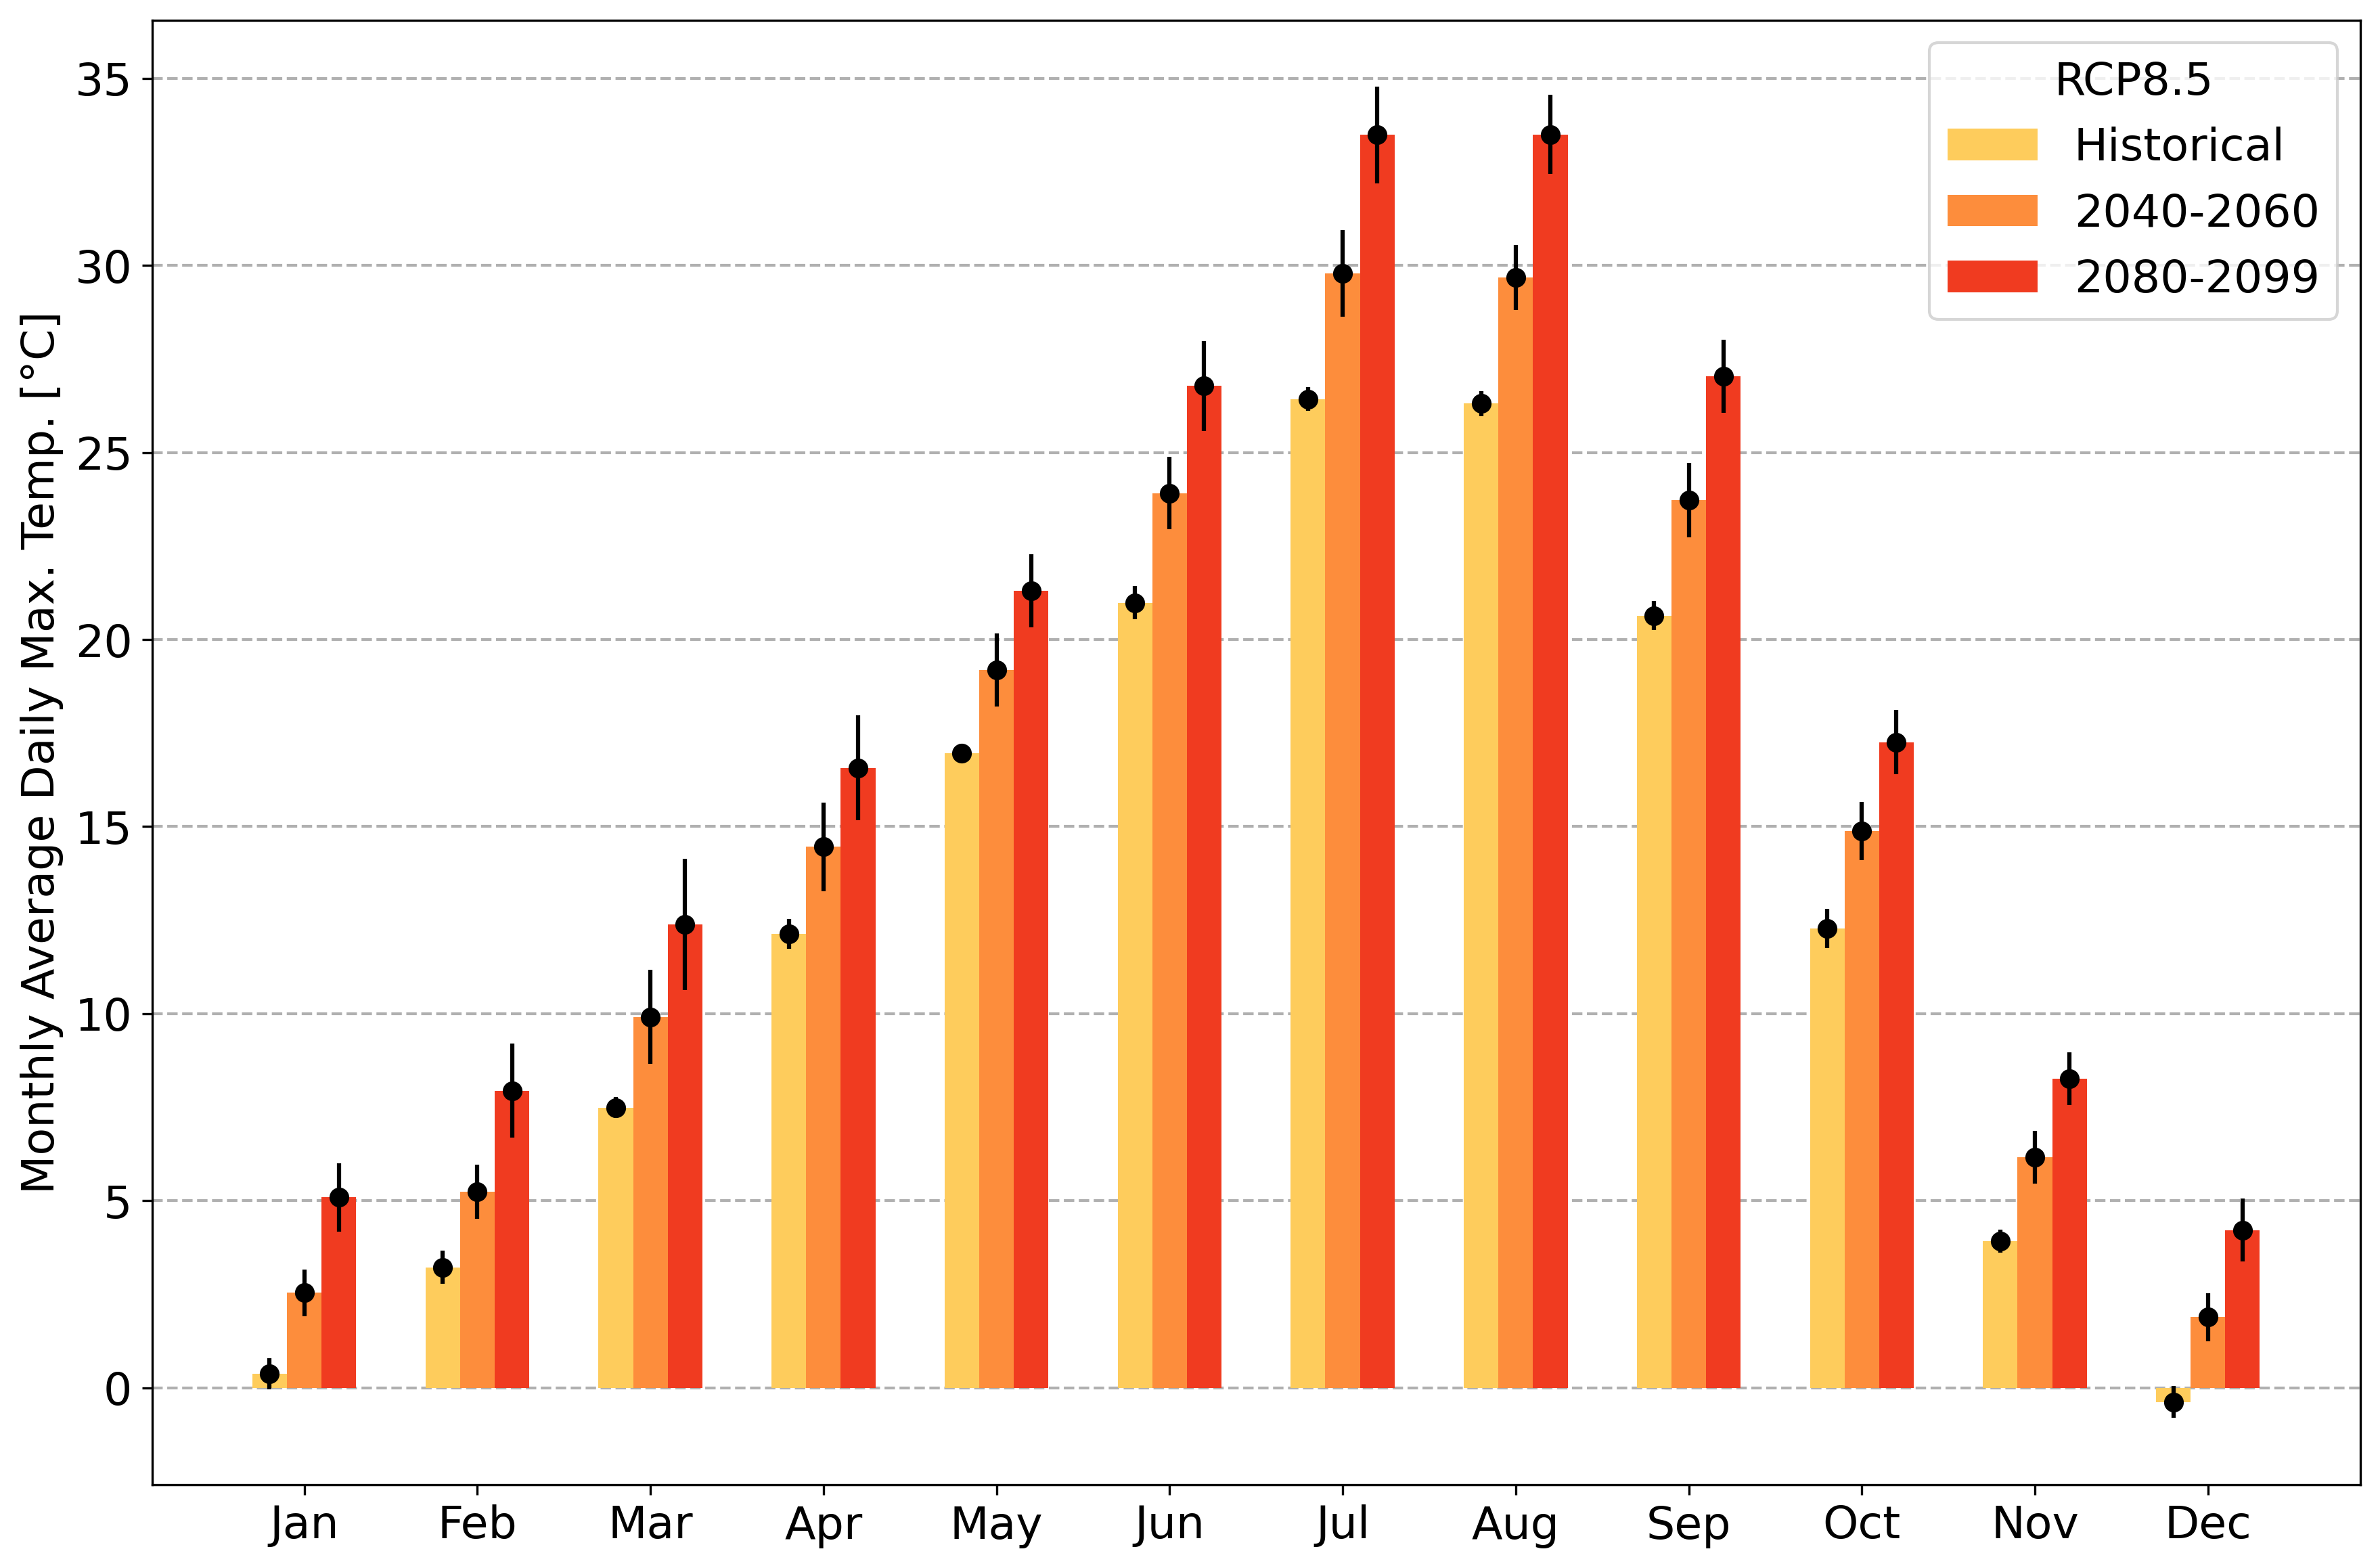 RCP8.5
Historical
2040-2060
2080-2099
Monthly Average Daily Max. Temp. [°C]
35
30
25
20
15
10
5
0
Jan Feb Mar Apr May Jun Jul Aug Sep Oct Nov Dec